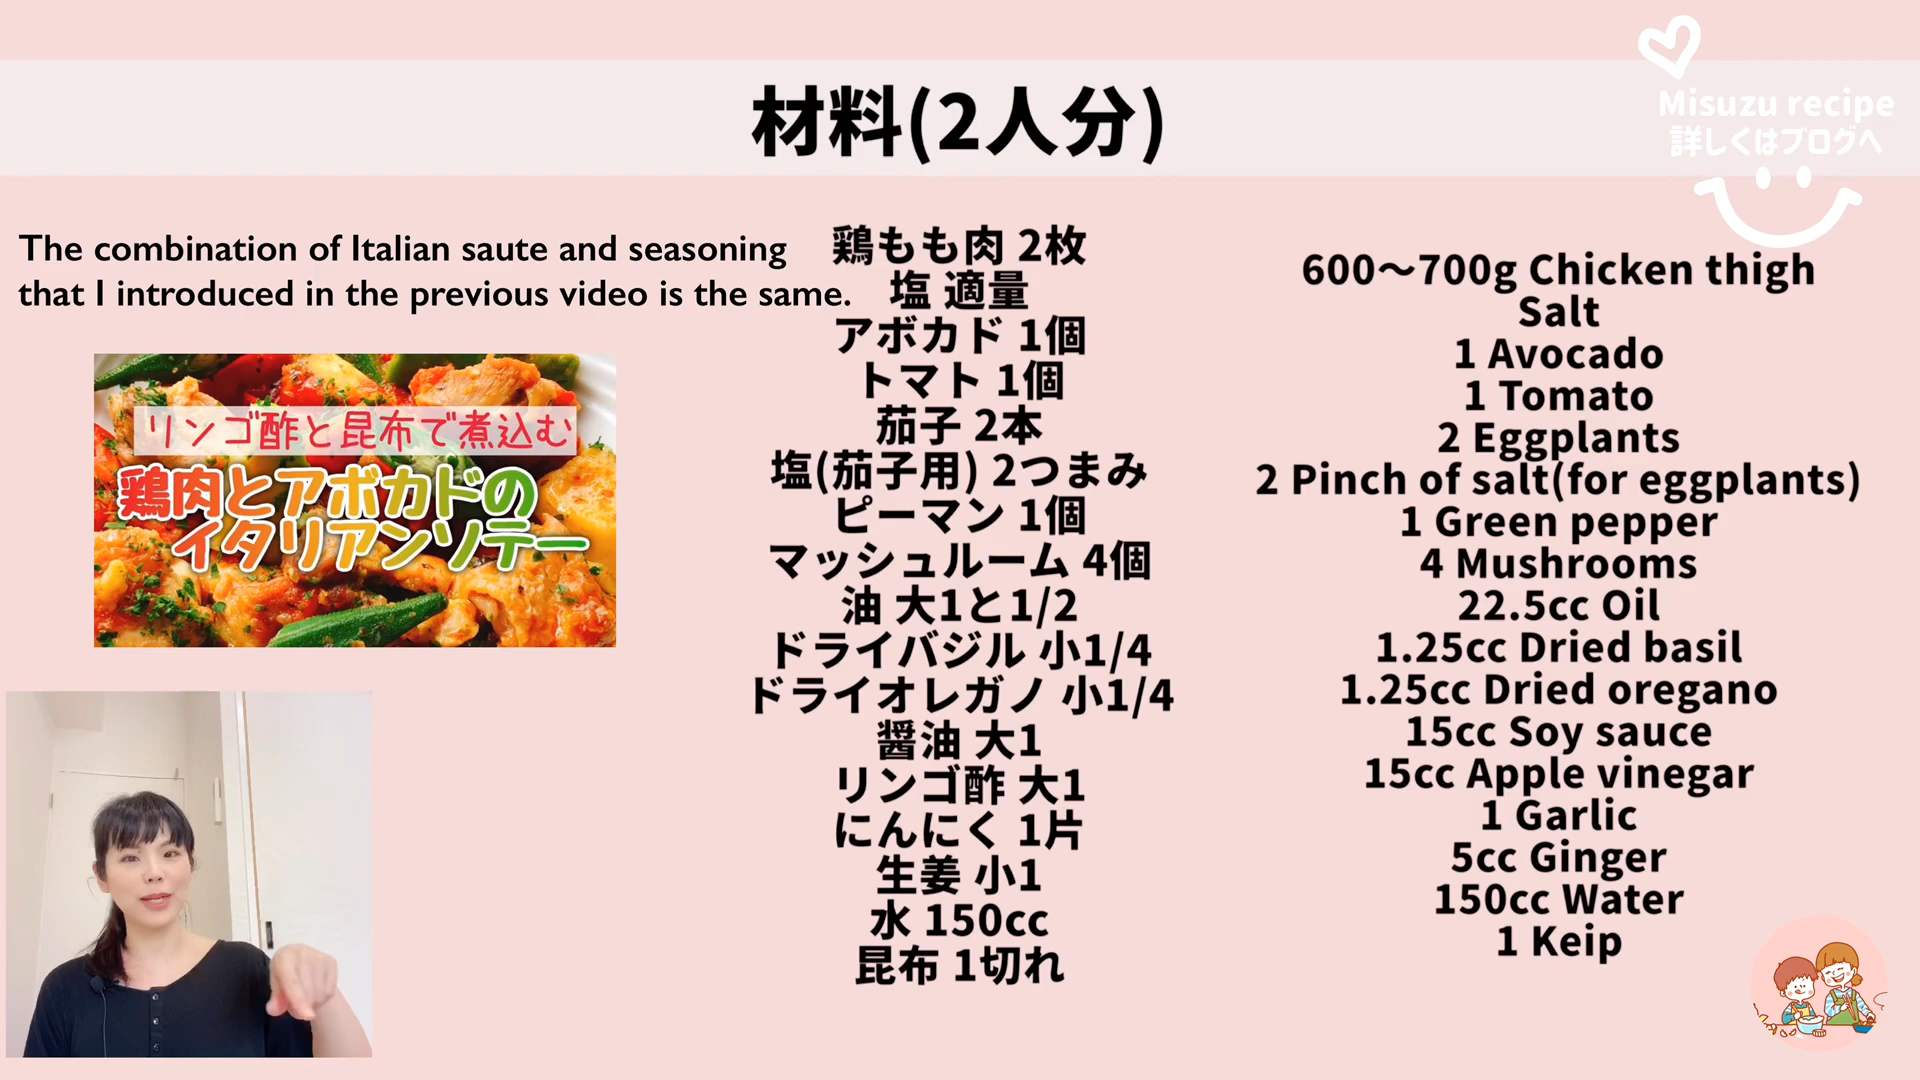 材料(2人分)
Misuzu recipe
詳しくはブログへ
The combination of Italian saute and seasoning
that I introduced in the previous video is the same.
リンゴ酢と昆布で煮込む
鶏肉とアボカドの
イタリアンソテー
鶏もも肉 2枚
塩 適量
アボカド 1個
トマト 1個
茄子 2本
塩(茄子用) 2つまみ
ピーマン 1個
マッシュルーム 4個
油 大1と1/2
ドライバジル 小1/4
ドライオレガノ 小1/4
醤油 大1
リンゴ酢 大1
にんにく 1片
生姜 小1
水 150cc
昆布 1切れ
600〜700g Chicken thigh
Salt
1 Avocado
1 Tomato
2 Eggplants
2 Pinch of salt(for eggplants)
1 Green pepper
4 Mushrooms
22.5cc Oil
1.25cc Dried basil
1.25cc Dried oregano
15cc Soy sauce
15cc Apple vinegar
1 Garlic
5cc Ginger
150cc Water
1 Keip